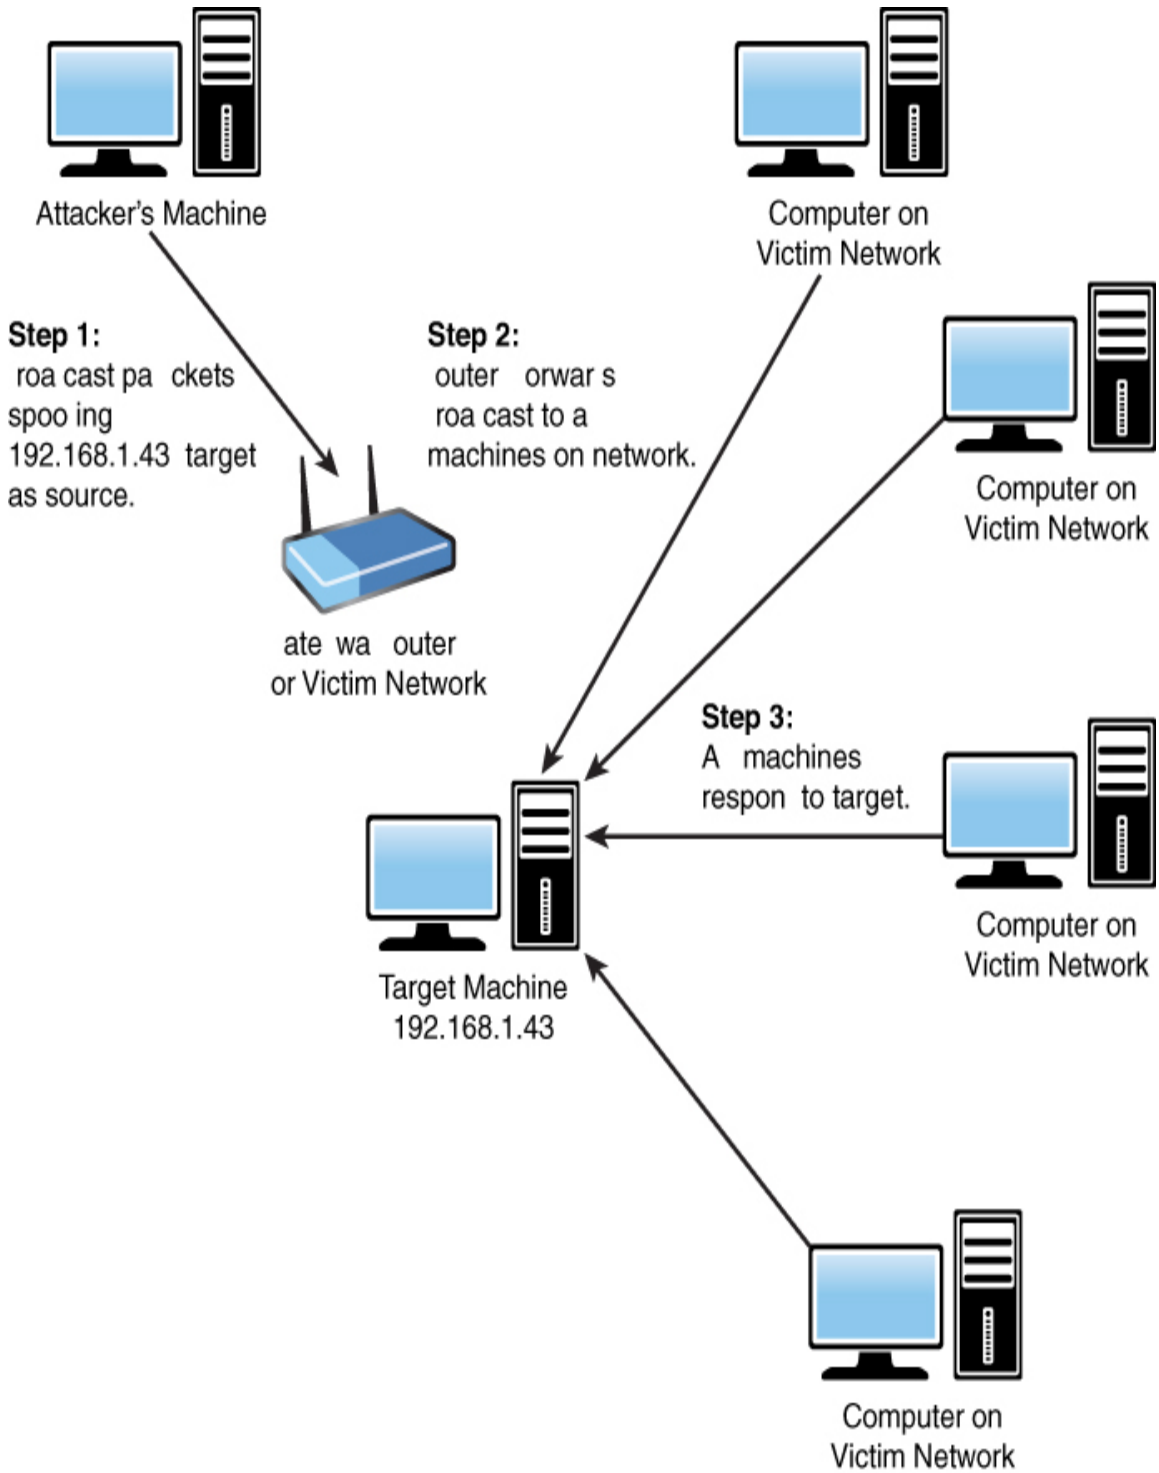 Attacker's Machine
Computer on
Victim Network
Step 1:
roa cast pa ckets
spoo ing
192.168.1.43 target
as source.
Step 2:
outer orwar s
roa cast to a
machines on network.
Computer on
Victim Network
ate wa outer
or Victim Network
Step 3:
A machines
respon to target.
Computer on
Victim Network
Target Machine
192.168.1.43
Computer on
Victim Network